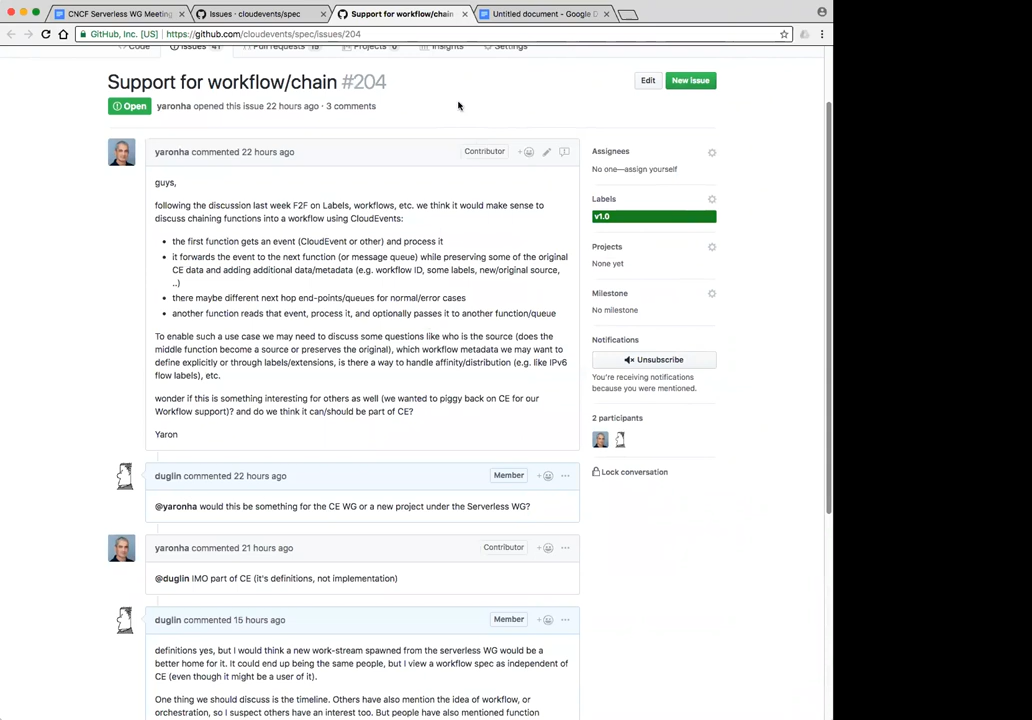 CNCF Serverless WG Meeting
Issues · cloudevents/spec
Support for workflow/chain
Untitled document - Google D
GitHub, Inc. [US]
https://github.com/cloudevents/spec/issues/204
Code
Issues 41
Pull requests
Projects 0
Insights
Settings
Support for workflow/chain #204
Edit
New issue
Open
yaronha opened this issue 22 hours ago · 3 comments
yaronha commented 22 hours ago
Contributor
guys,
following the discussion last week F2F on Labels, workflows, etc. we think it would make sense to
discuss chaining functions into a workflow using CloudEvents:
• the first function gets an event (CloudEvent or other) and process it
• it forwards the event to the next function (or message queue) while preserving some of the original
CE data and adding additional data/metadata (e.g. workflow ID, some labels, new/original source,
..)
• there maybe different next hop end-points/queues for normal/error cases
• another function reads that event, process it, and optionally passes it to another function/queue
To enable such a use case we may need to discuss some questions like who is the source (does the
middle function become a source or preserves the original), which workflow metadata we may want to
define explicitly or through labels/extensions, is there a way to handle affinity/distribution (e.g. like IPv6
flow labels), etc.
wonder if this is something interesting for others as well (we wanted to piggy back on CE for our
Workflow support)? and do we think it can/should be part of CE?
Yaron
duglin commented 22 hours ago
Member
@yaronha would this be something for the CE WG or a new project under the Serverless WG?
yaronha commented 21 hours ago
Contributor
@duglin IMO part of CE (it's definitions, not implementation)
duglin commented 15 hours ago
Member
definitions yes, but I would think a new work-stream spawned from the serverless WG would be a
better home for it. It could end up being the same people, but I view a workflow spec as independent of
CE (even though it might be a user of it).
One thing we should discuss is the timeline. Others have also mention the idea of workflow, or
orchestration, so I suspect others have an interest too. But people have also mentioned function
Assignees
No one—assign yourself
Labels
v1.0
Projects
None yet
Milestone
No milestone
Notifications
Unsubscribe
You're receiving notifications
because you were mentioned.
2 participants
Lock conversation